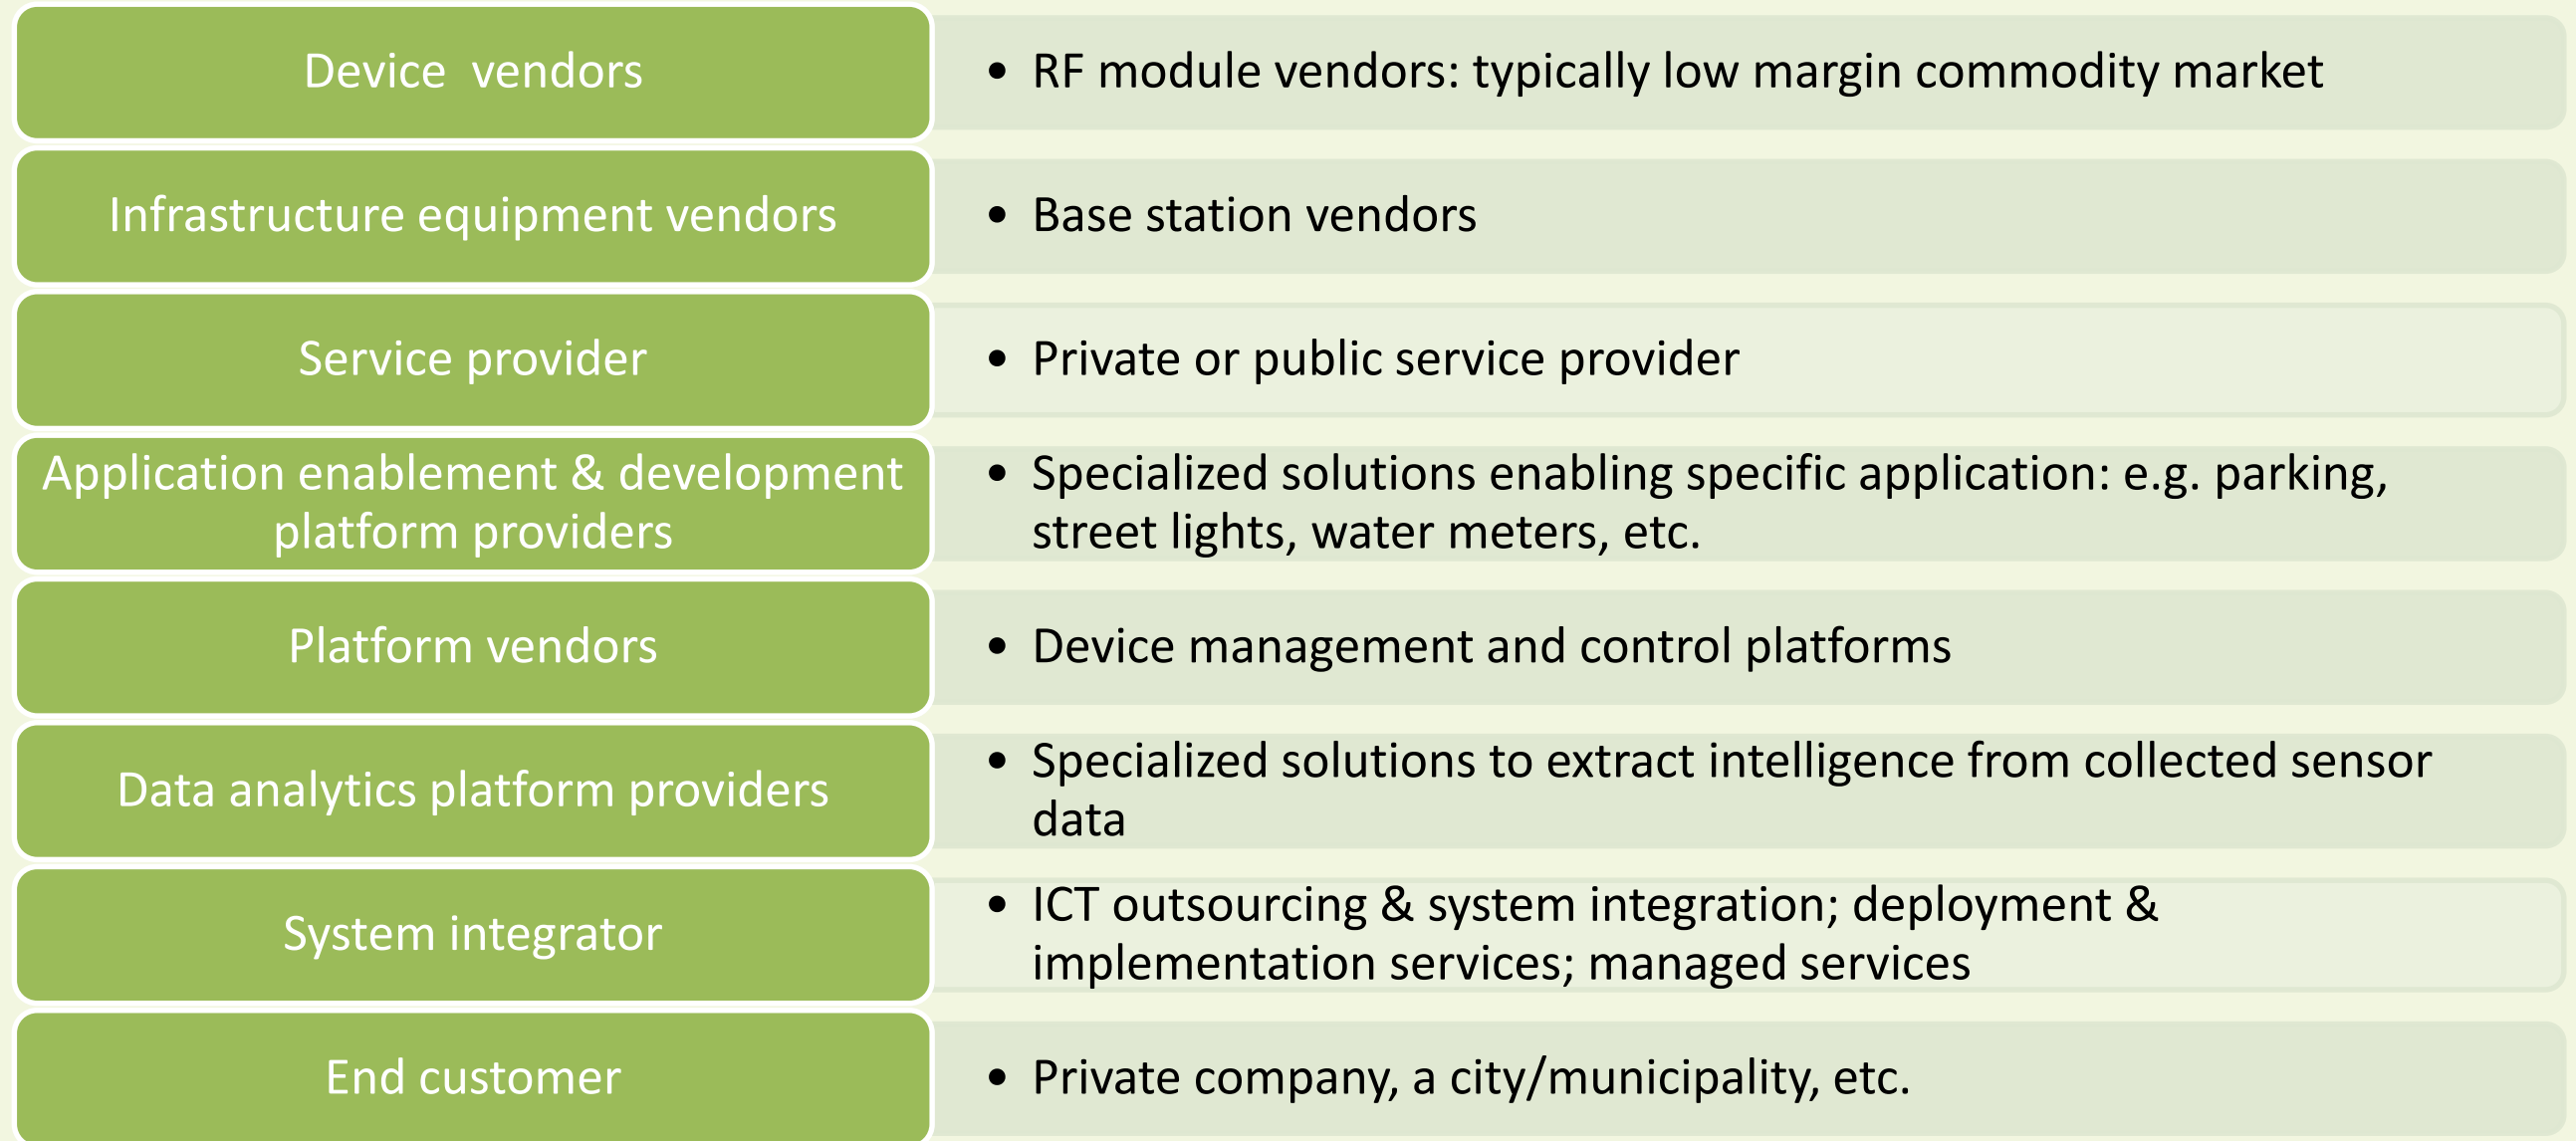 Device  vendors
• RF module vendors: typically low margin commodity market
Infrastructure equipment vendors
• Base station vendors
Service provider
• Private or public service provider
Application enablement & development
platform providers
• Specialized solutions enabling specific application: e.g. parking,
street lights, water meters, etc.
Platform vendors
• Device management and control platforms
Data analytics platform providers
• Specialized solutions to extract intelligence from collected sensor
data
System integrator
• ICT outsourcing & system integration; deployment &
implementation services; managed services
End customer
• Private company, a city/municipality, etc.